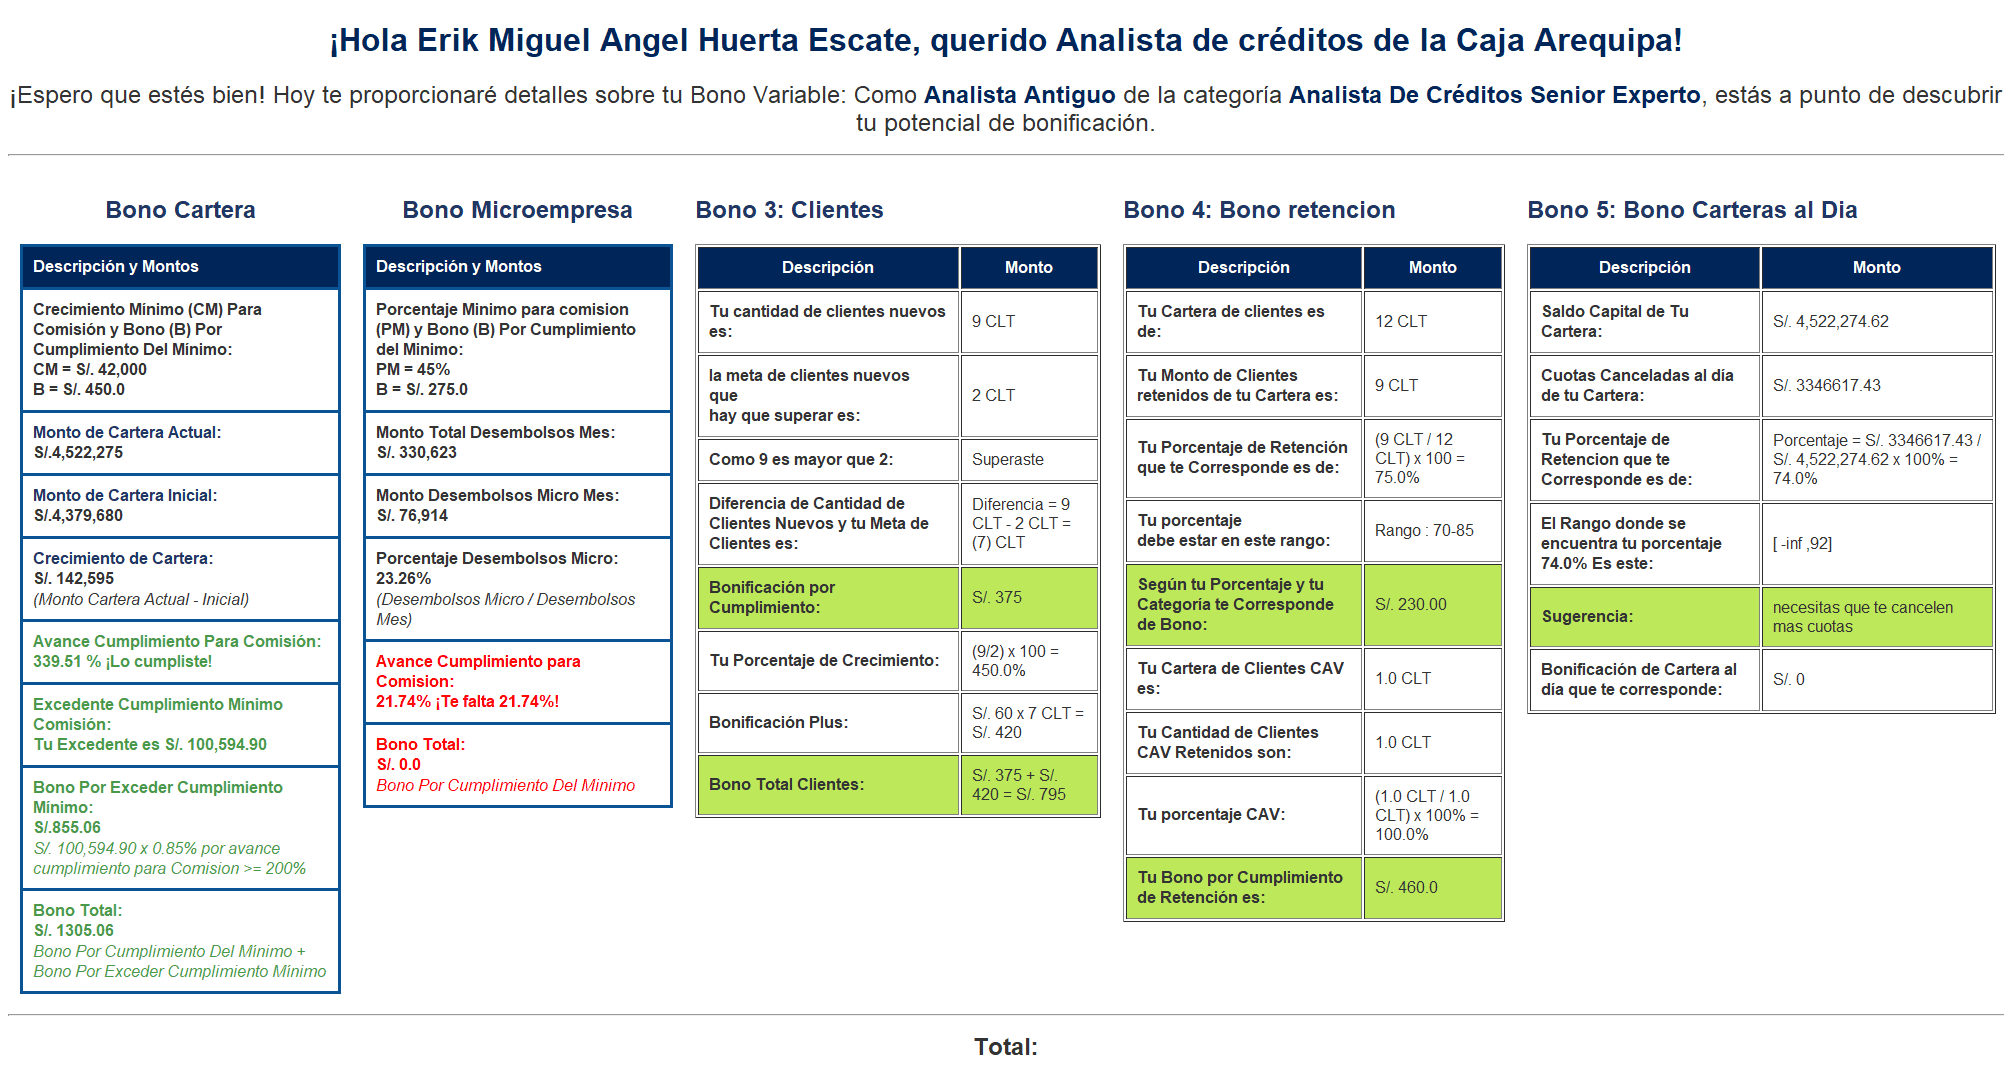 ¡Hola Erik Miguel Angel Huerta Escate, querido Analista de créditos de la Caja Arequipa!
¡Espero que estés bien! Hoy te proporcionaré detalles sobre tu Bono Variable: Como Analista Antiguo de la categoría Analista De Créditos Senior Experto, estás a punto de descubrir
tu potencial de bonificación.
Bono Cartera
Descripción y Montos
Crecimiento Mínimo (CM) Para
Comisión y Bono (B) Por
Cumplimiento Del Mínimo:
CM = S/. 42,000
B = S/. 450.0
Monto de Cartera Actual:
S/.4,522,275
Monto de Cartera Inicial:
S/.4,379,680
Crecimiento de Cartera:
S/. 142,595
(Monto Cartera Actual - Inicial)
Avance Cumplimiento Para Comisión:
339.51 % ¡Lo cumpliste!
Excedente Cumplimiento Mínimo
Comisión:
Tu Excedente es S/. 100,594.90
Bono Por Exceder Cumplimiento
Mínimo:
S/.855.06
S/. 100,594.90 x 0.85% por avance
cumplimiento para Comision >= 200%
Bono Total:
S/. 1305.06
Bono Por Cumplimiento Del Mínimo +
Bono Por Exceder Cumplimiento Mínimo
Bono Microempresa
Descripción y Montos
Porcentaje Minimo para comision
(PM) y Bono (B) Por Cumplimiento
del Minimo:
PM = 45%
B = S/. 275.0
Monto Total Desembolsos Mes:
S/. 330,623
Monto Desembolsos Micro Mes:
S/. 76,914
Porcentaje Desembolsos Micro:
23.26%
(Desembolsos Micro / Desembolsos
Mes)
Avance Cumplimiento para
Comision:
21.74% ¡Te falta 21.74%!
Bono Total:
S/. 0.0
Bono Por Cumplimiento Del Minimo
Bono 3: Clientes
Descripción Monto
Tu cantidad de clientes nuevos
es:
9 CLT
la meta de clientes nuevos
que
hay que superar es:
2 CLT
Como 9 es mayor que 2:
Superaste
Diferencia de Cantidad de
Clientes Nuevos y tu Meta de
Clientes es:
Diferencia = 9
CLT - 2 CLT =
(7) CLT
Bonificación por
Cumplimiento:
S/. 375
Tu Porcentaje de Crecimiento:
(9/2) x 100 =
450.0%
Bonificación Plus:
S/. 60 x 7 CLT =
S/. 420
Bono Total Clientes:
S/. 375 + S/.
420 = S/. 795
Bono 4: Bono retencion
Descripción Monto
Tu Cartera de clientes es
de:
12 CLT
Tu Monto de Clientes
retenidos de tu Cartera es:
9 CLT
Tu Porcentaje de Retención
que te Corresponde es de:
(9 CLT / 12
CLT) x 100 =
75.0%
Tu porcentaje
debe estar en este rango:
Rango : 70-85
Según tu Porcentaje y tu
Categoría te Corresponde
de Bono:
S/. 230.00
Tu Cartera de Clientes CAV
es:
1.0 CLT
Tu Cantidad de Clientes
CAV Retenidos son:
1.0 CLT
Tu porcentaje CAV:
(1.0 CLT / 1.0
CLT) x 100% =
100.0%
Tu Bono por Cumplimiento
de Retención es:
S/. 460.0
Bono 5: Bono Carteras al Dia
Descripción Monto
Saldo Capital de Tu
Cartera:
S/. 4,522,274.62
Cuotas Canceladas al día
de tu Cartera:
S/. 3346617.43
Tu Porcentaje de
Retencion que te
Corresponde es de:
Porcentaje = S/. 3346617.43 /
S/. 4,522,274.62 x 100% =
74.0%
El Rango donde se
encuentra tu porcentaje
74.0% Es este:
[ -inf ,92]
Sugerencia:
necesitas que te cancelen
mas cuotas
Bonificación de Cartera al
día que te corresponde:
S/. 0
Total: